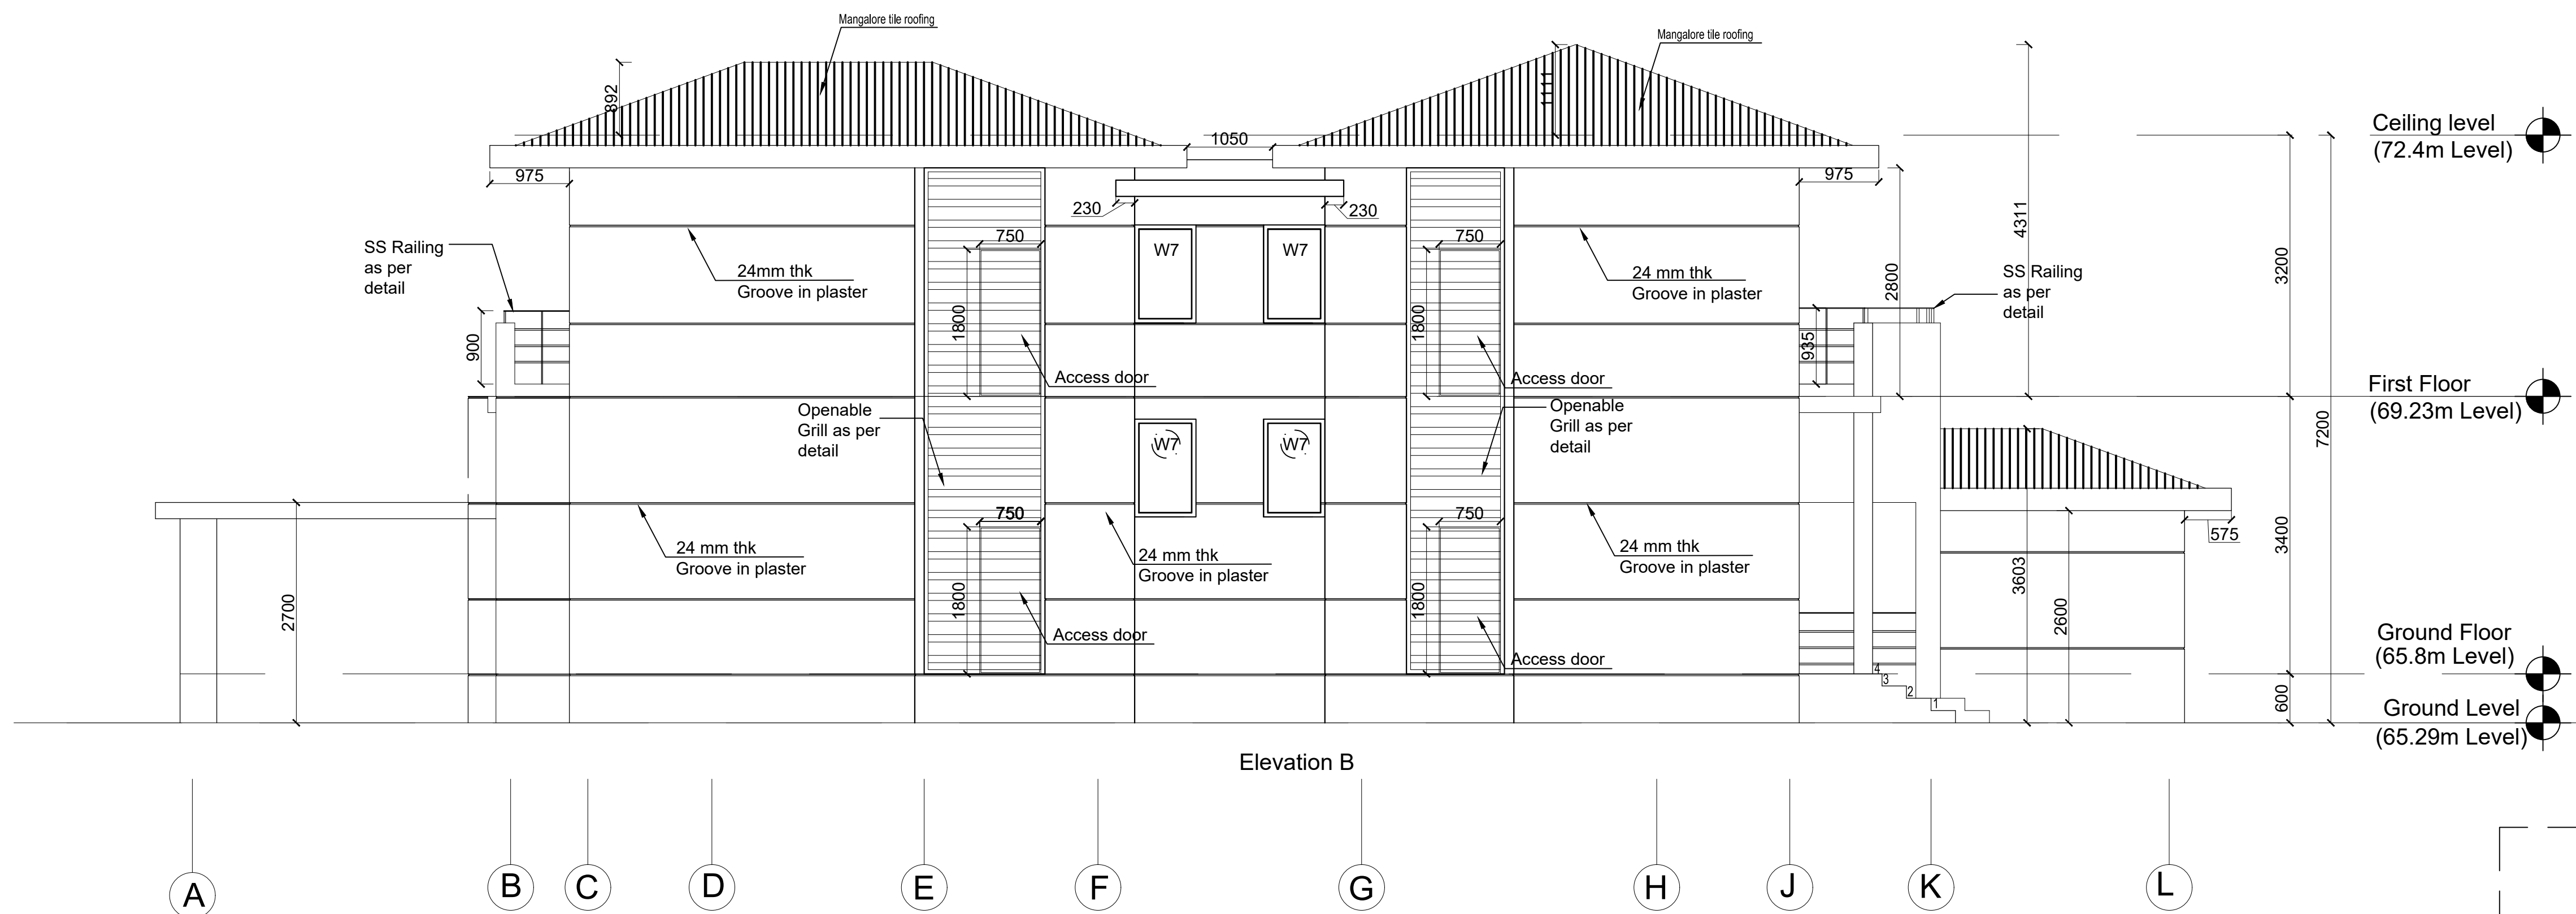 Mangalore tile roofing
Mangalore tile roofing
892
1111
1050
975
975
230
230
4311
Ceiling level
(72.4m Level)
SS Railing
as per
detail
24mm thk
Groove in plaster
750
W7
W7
750
24 mm thk
Groove in plaster
2800
SS Railing
as per
detail
3200
900
1800
1800
935
Access door
Access door
First Floor
(69.23m Level)
Openable
Grill as per
detail
Openable
Grill as per
detail
W7
W7
7200
750
750
575
3400
24 mm thk
Groove in plaster
24 mm thk
Groove in plaster
24 mm thk
Groove in plaster
2700
1800
1800
3603
2600
Access door
Access door
Ground Floor
(65.8m Level)
4
3
2
1
600
Ground Level
(65.29m Level)
Elevation B
A
B
C
D
E
F
G
H
J
K
L